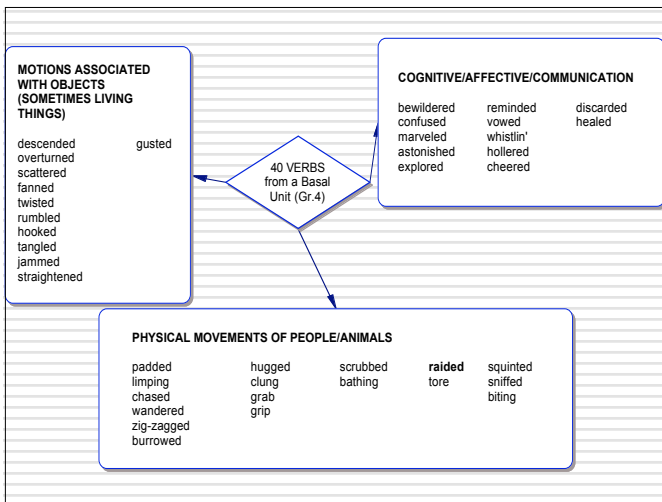 MOTIONS ASSOCIATED
WITH OBJECTS
(SOMETIMES LIVING
THINGS)
descended gusted
overturned
scattered
fanned
twisted
rumbled
hooked
tangled
jammed
straightened
40 VERBS
from a Basal
Unit (Gr.4)
COGNITIVE/AFFECTIVE/COMMUNICATION
bewildered reminded discarded
confused vowed healed
marveled whistlin'
astonished hollered
explored cheered
PHYSICAL MOVEMENTS OF PEOPLE/ANIMALS
padded hugged scrubbed raided squinted
limping clung bathing tore sniffed
chased grab biting
wandered grip
zig-zagged
burrowed